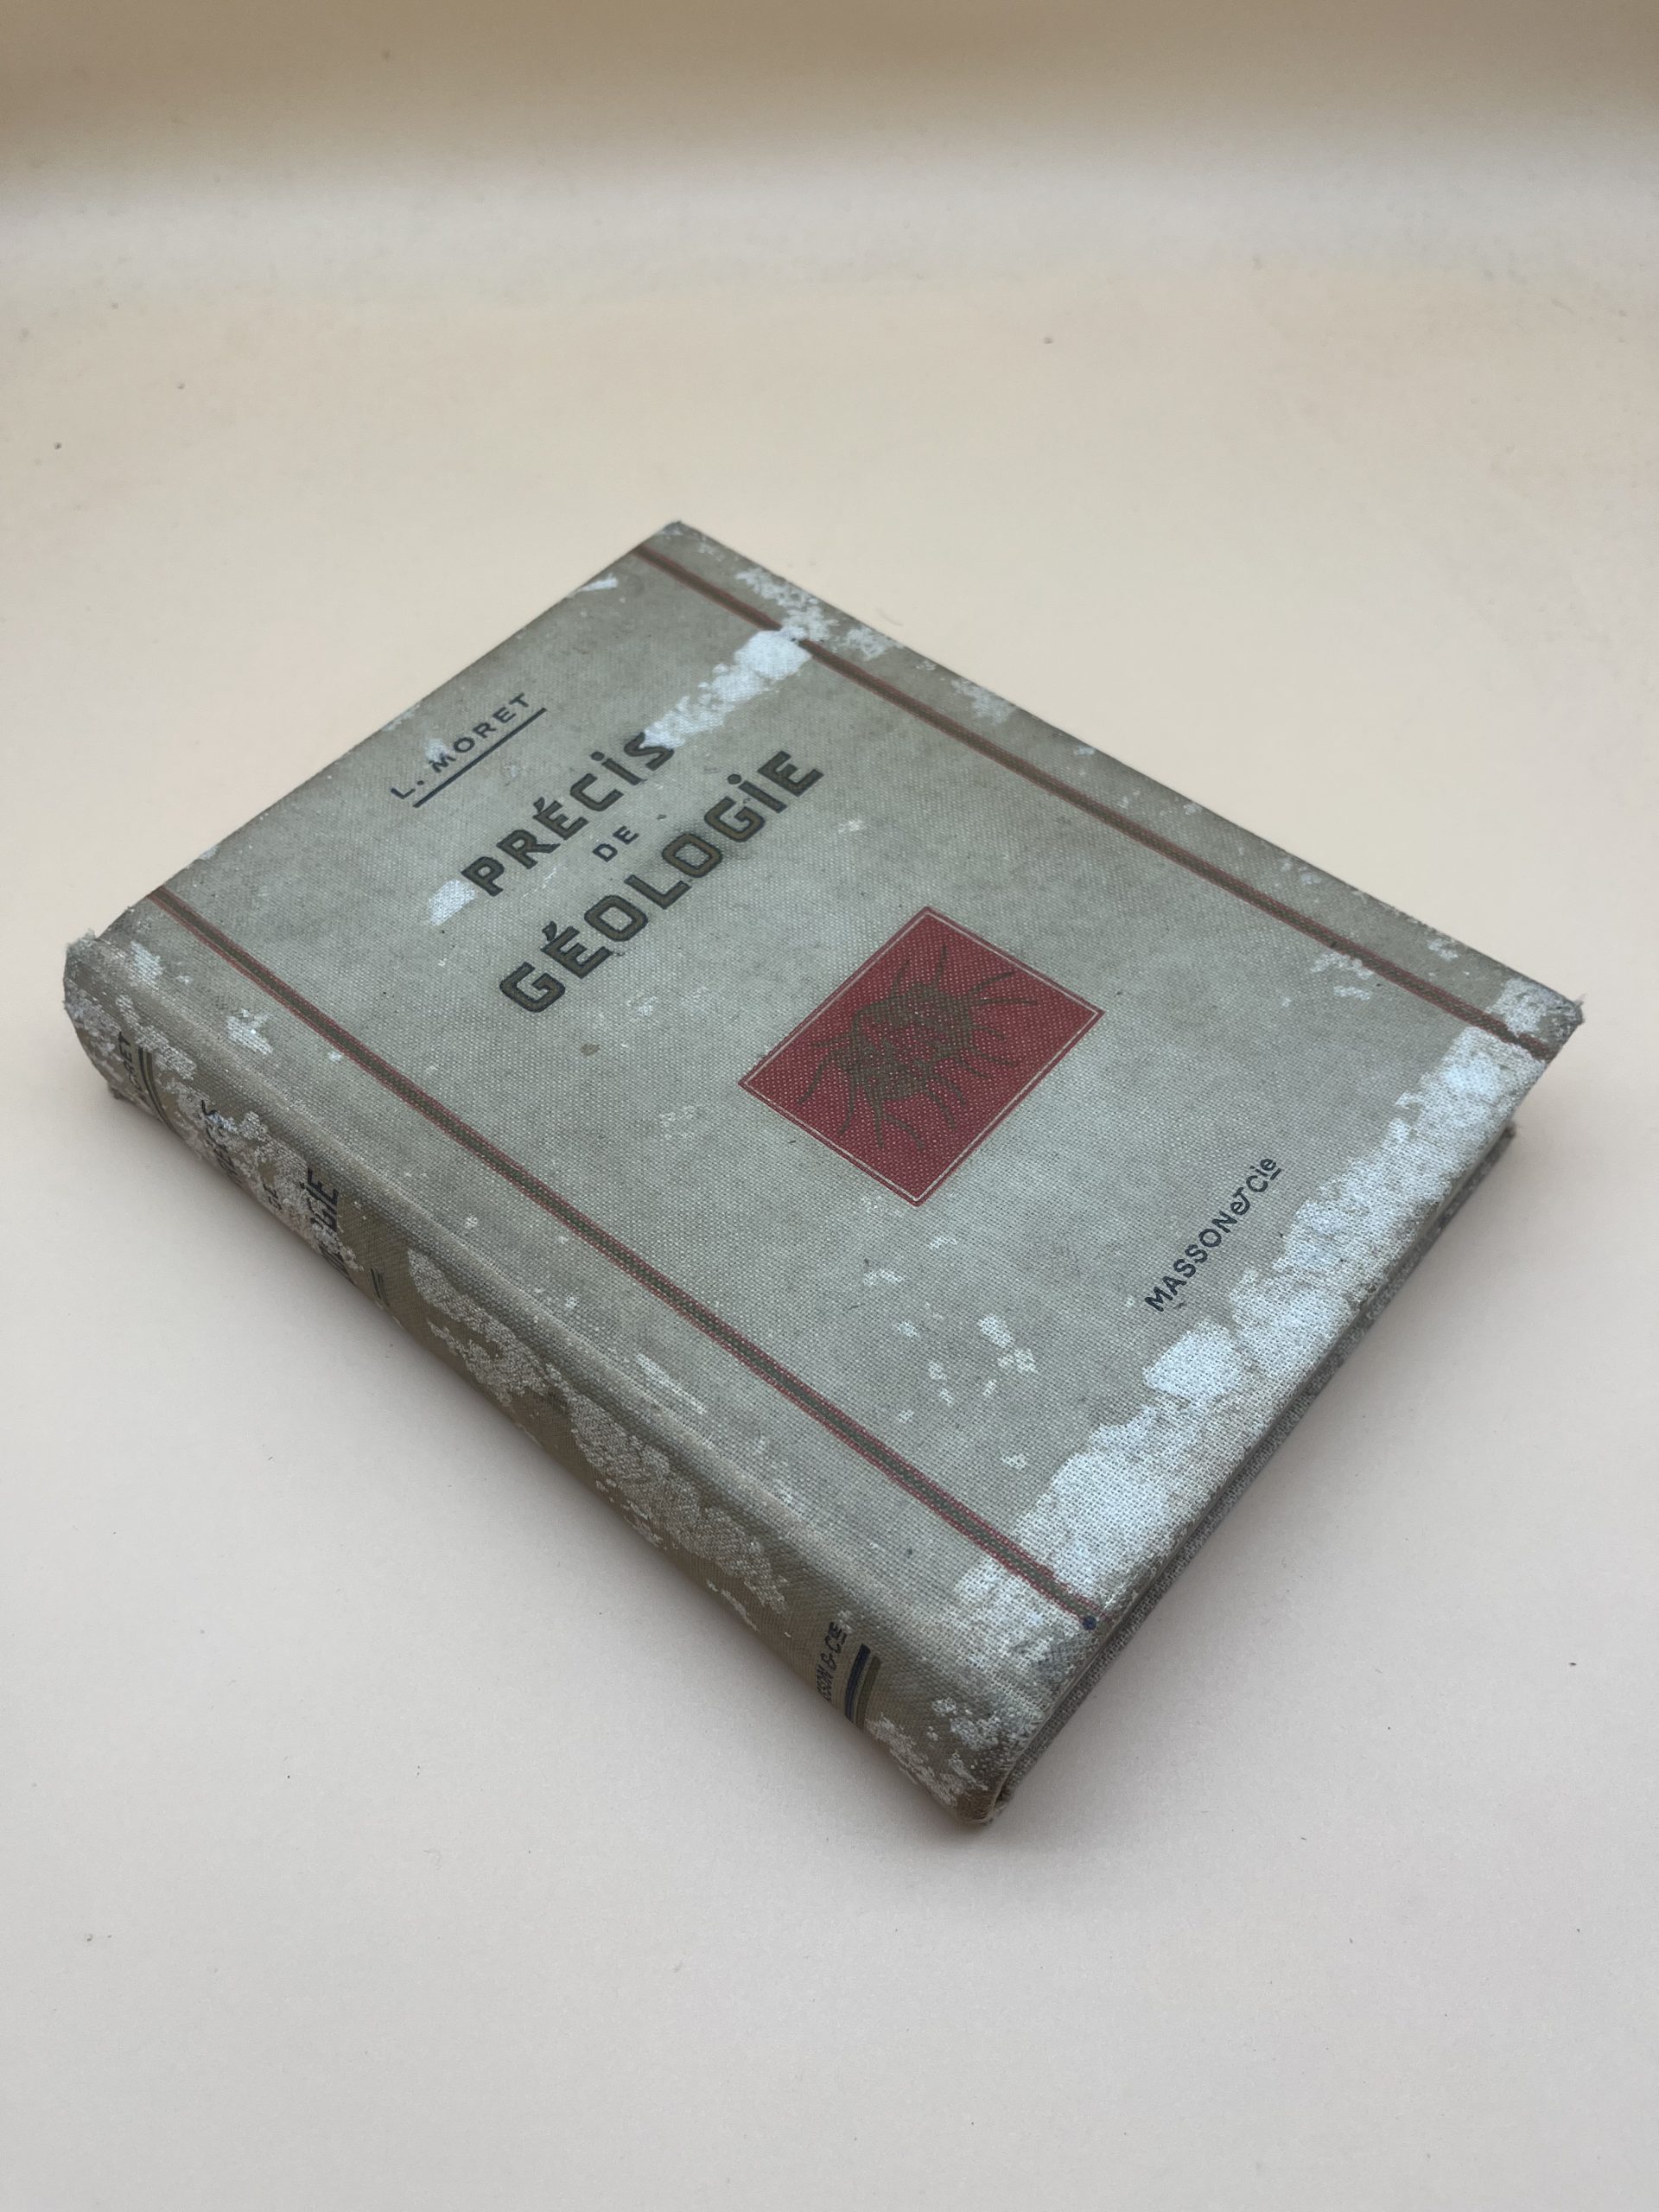 L. MORET
PRÉCIS
DE
GÉOLOGIE
MASSON et Cie